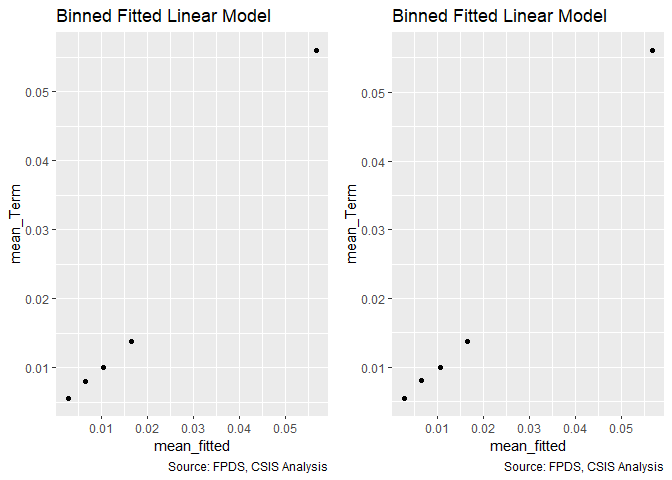 Binned Fitted Linear Model
0.05
0.04
0.03
0.02
0.01
mean_Term
0.01 0.02 0.03 0.04 0.05
mean_fitted
Source: FPDS, CSIS Analysis
Binned Fitted Linear Model
0.05
0.04
0.03
0.02
0.01
mean_Term
0.01 0.02 0.03 0.04 0.05
mean_fitted
Source: FPDS, CSIS Analysis